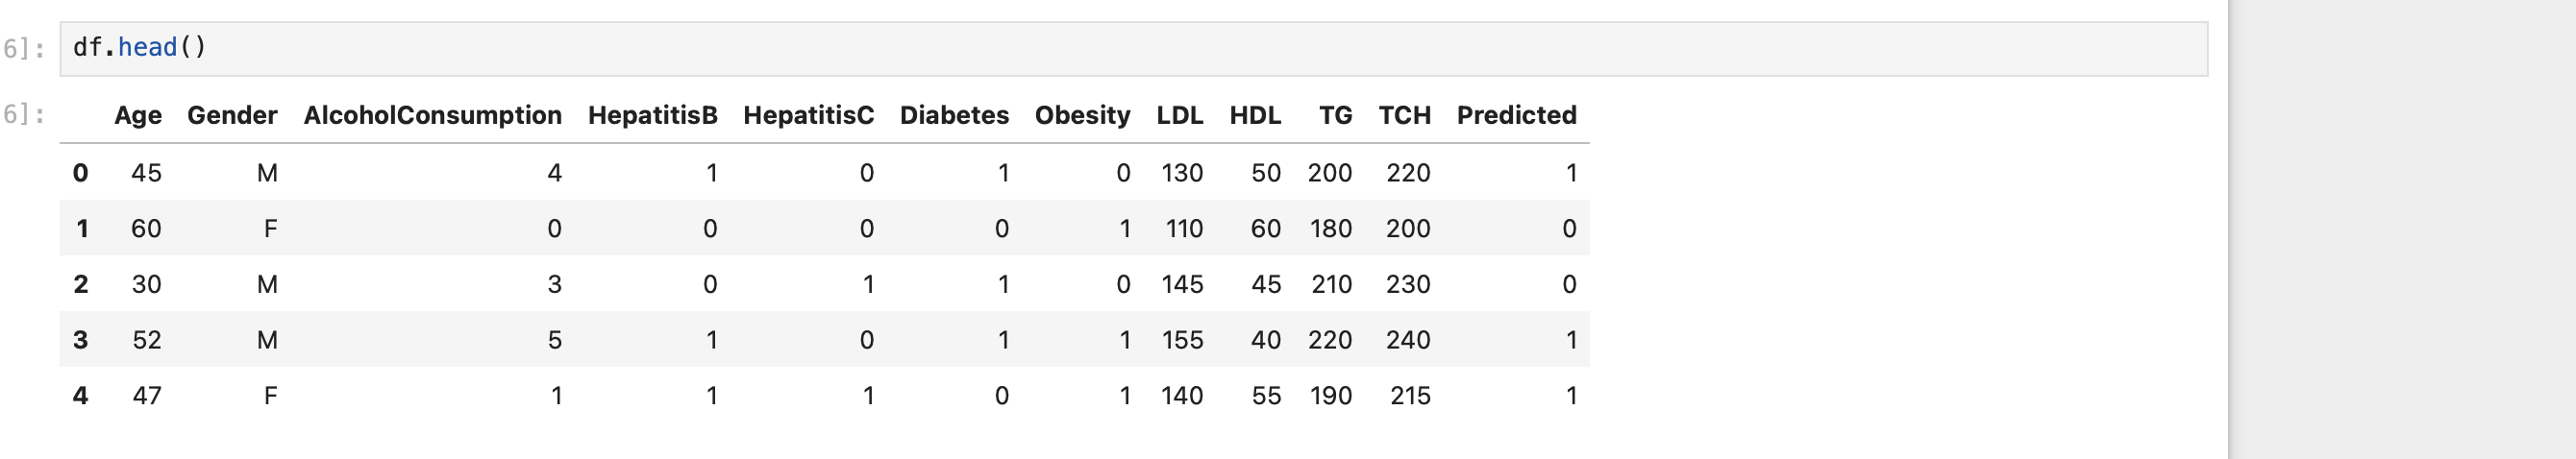 6]: df.head()
6]: Age Gender AlcoholConsumption HepatitisB HepatitisC Diabetes Obesity LDL HDL TG TCH Predicted
0 45 M 4 1 0 1 0 130 50 200 220 1
1 60 F 0 0 0 0 1 110 60 180 200 0
2 30 M 3 0 1 1 0 145 45 210 230 0
3 52 M 5 1 0 1 1 155 40 220 240 1
4 47 F 1 1 1 0 1 140 55 190 215 1